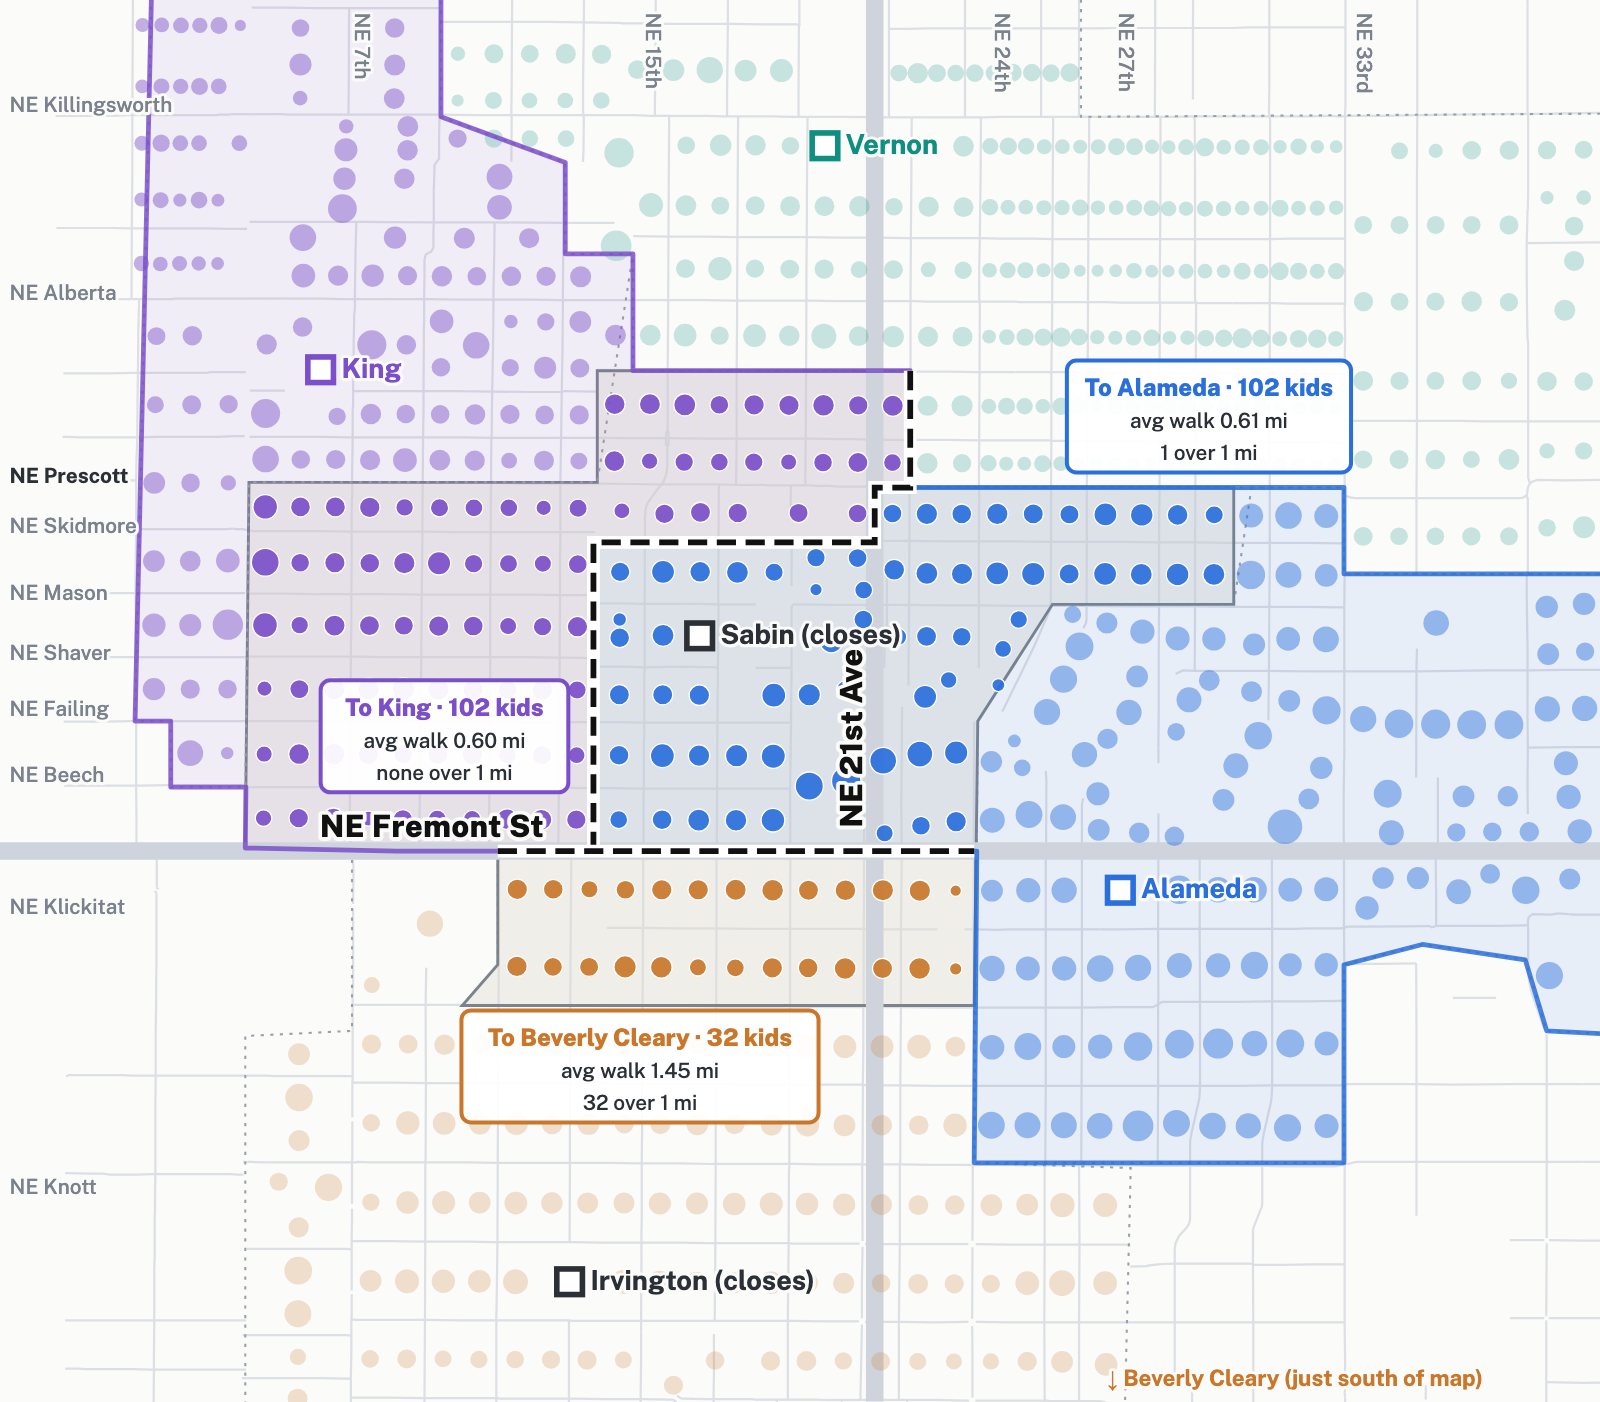 NE 7th
NE 15th
NE 24th
NE 27th
NE 33rd
NE Killingsworth
Vernon
NE Alberta
King
To Alameda · 102 kids
avg walk 0.61 mi
1 over 1 mi
NE Prescott
NE Skidmore
NE Mason
Sabin (closes)
NE Shaver
NE Failing
To King · 102 kids
avg walk 0.60 mi
none over 1 mi
NE 21st Ave
NE Beech
NE Fremont St
Alameda
NE Klickitat
To Beverly Cleary · 32 kids
avg walk 1.45 mi
32 over 1 mi
NE Knott
Irvington (closes)
↓ Beverly Cleary (just south of map)